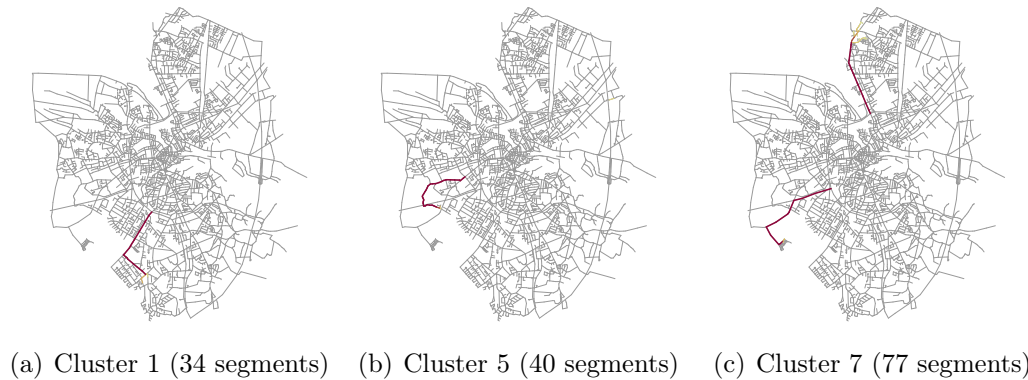 (a) Cluster 1 (34 segments)
(b) Cluster 5 (40 segments)
(c) Cluster 7 (77 segments)